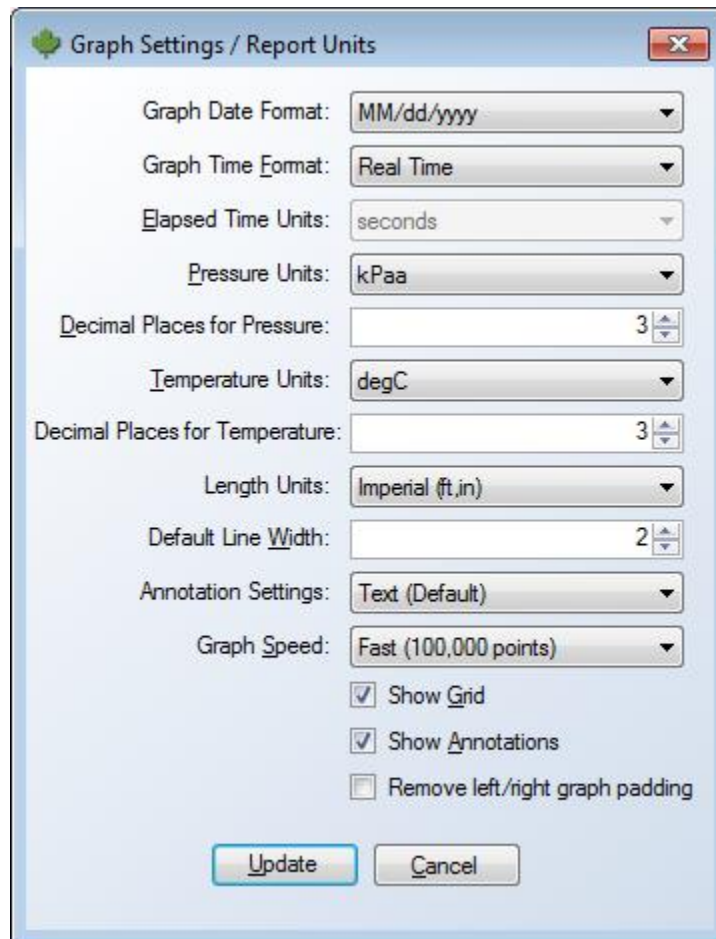 Graph Settings / Report Units
Graph Date Format: MM/dd/yyyy
Graph Time Format: Real Time
Elapsed Time Units: seconds
Pressure Units: kPaa
Decimal Places for Pressure: 3
Temperature Units: degC
Decimal Places for Temperature: 3
Length Units: Imperial (ft,in)
Default Line Width: 2
Annotation Settings: Text (Default)
Graph Speed: Fast (100,000 points)
Show Grid
Show Annotations
Remove left/right graph padding
Update Cancel